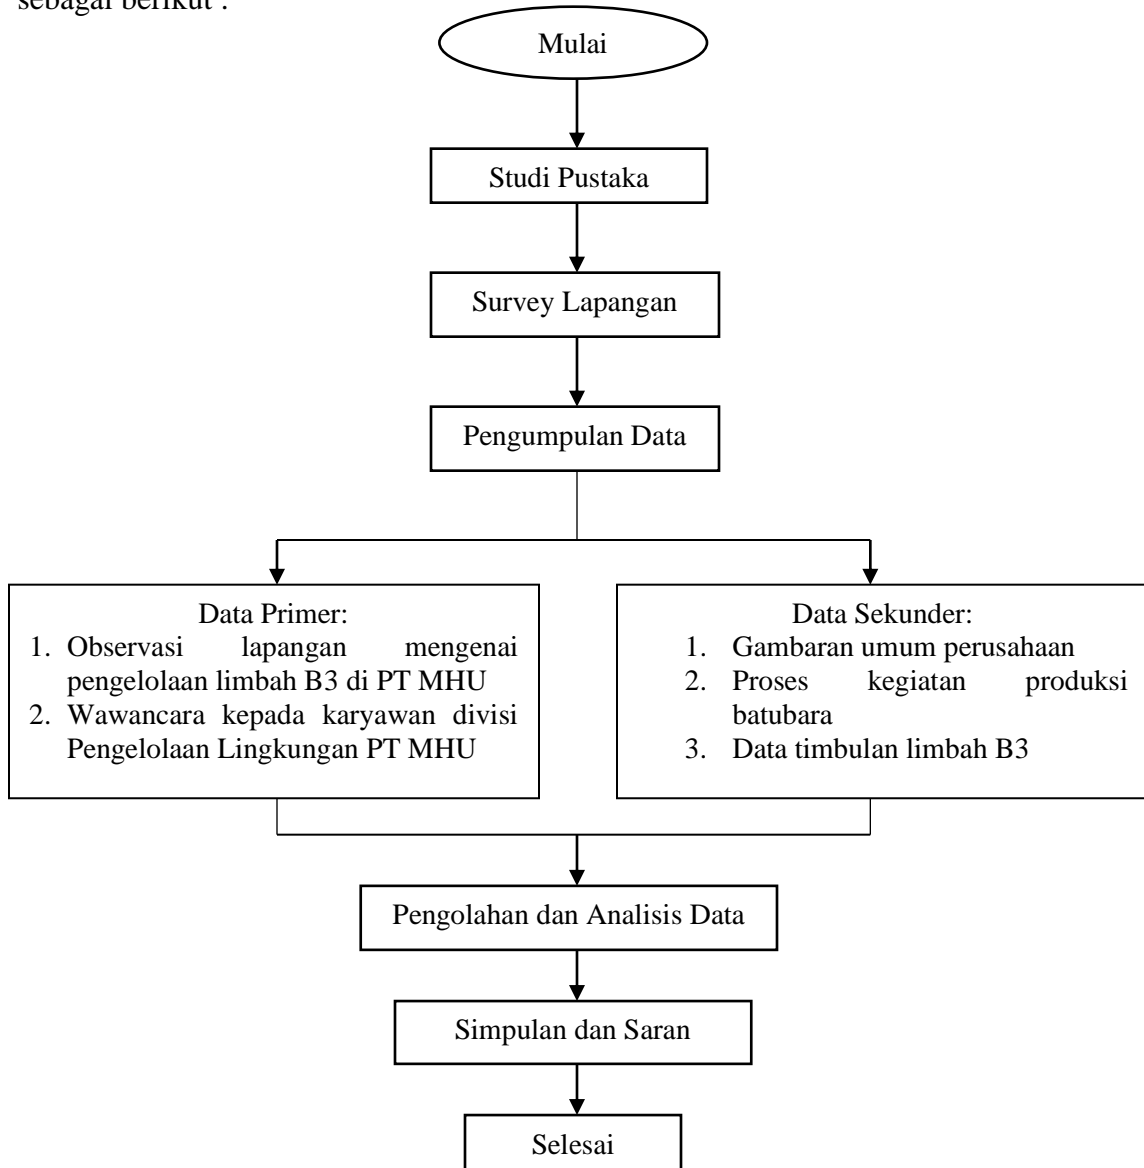 sebagai berikut :
Mulai
Studi Pustaka
Survey Lapangan
Pengumpulan Data
Data Primer:
1. Observasi lapangan mengenai
pengelolaan limbah B3 di PT MHU
2. Wawancara kepada karyawan divisi
Pengelolaan Lingkungan PT MHU
Data Sekunder:
1. Gambaran umum perusahaan
2. Proses kegiatan produksi
batubara
3. Data timbulan limbah B3
Pengolahan dan Analisis Data
Simpulan dan Saran
Selesai